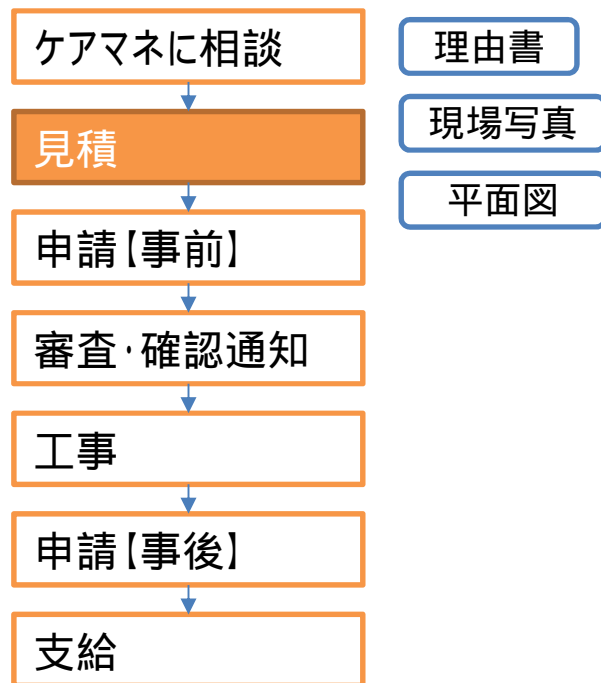 ケアマネに相談
見積
申請【事前】
審査・確認通知
工事
申請【事後】
支給
理由書
現場写真
平面図